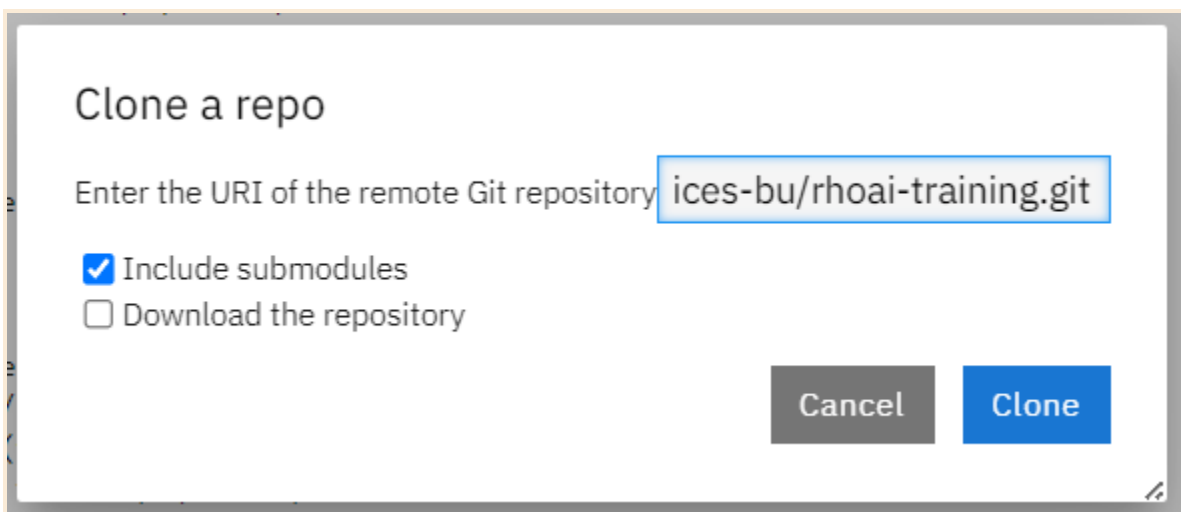 Clone a repo
Enter the URI of the remote Git repository ices-bu/rhoai-training.git
Include submodules
Download the repository
Cancel Clone